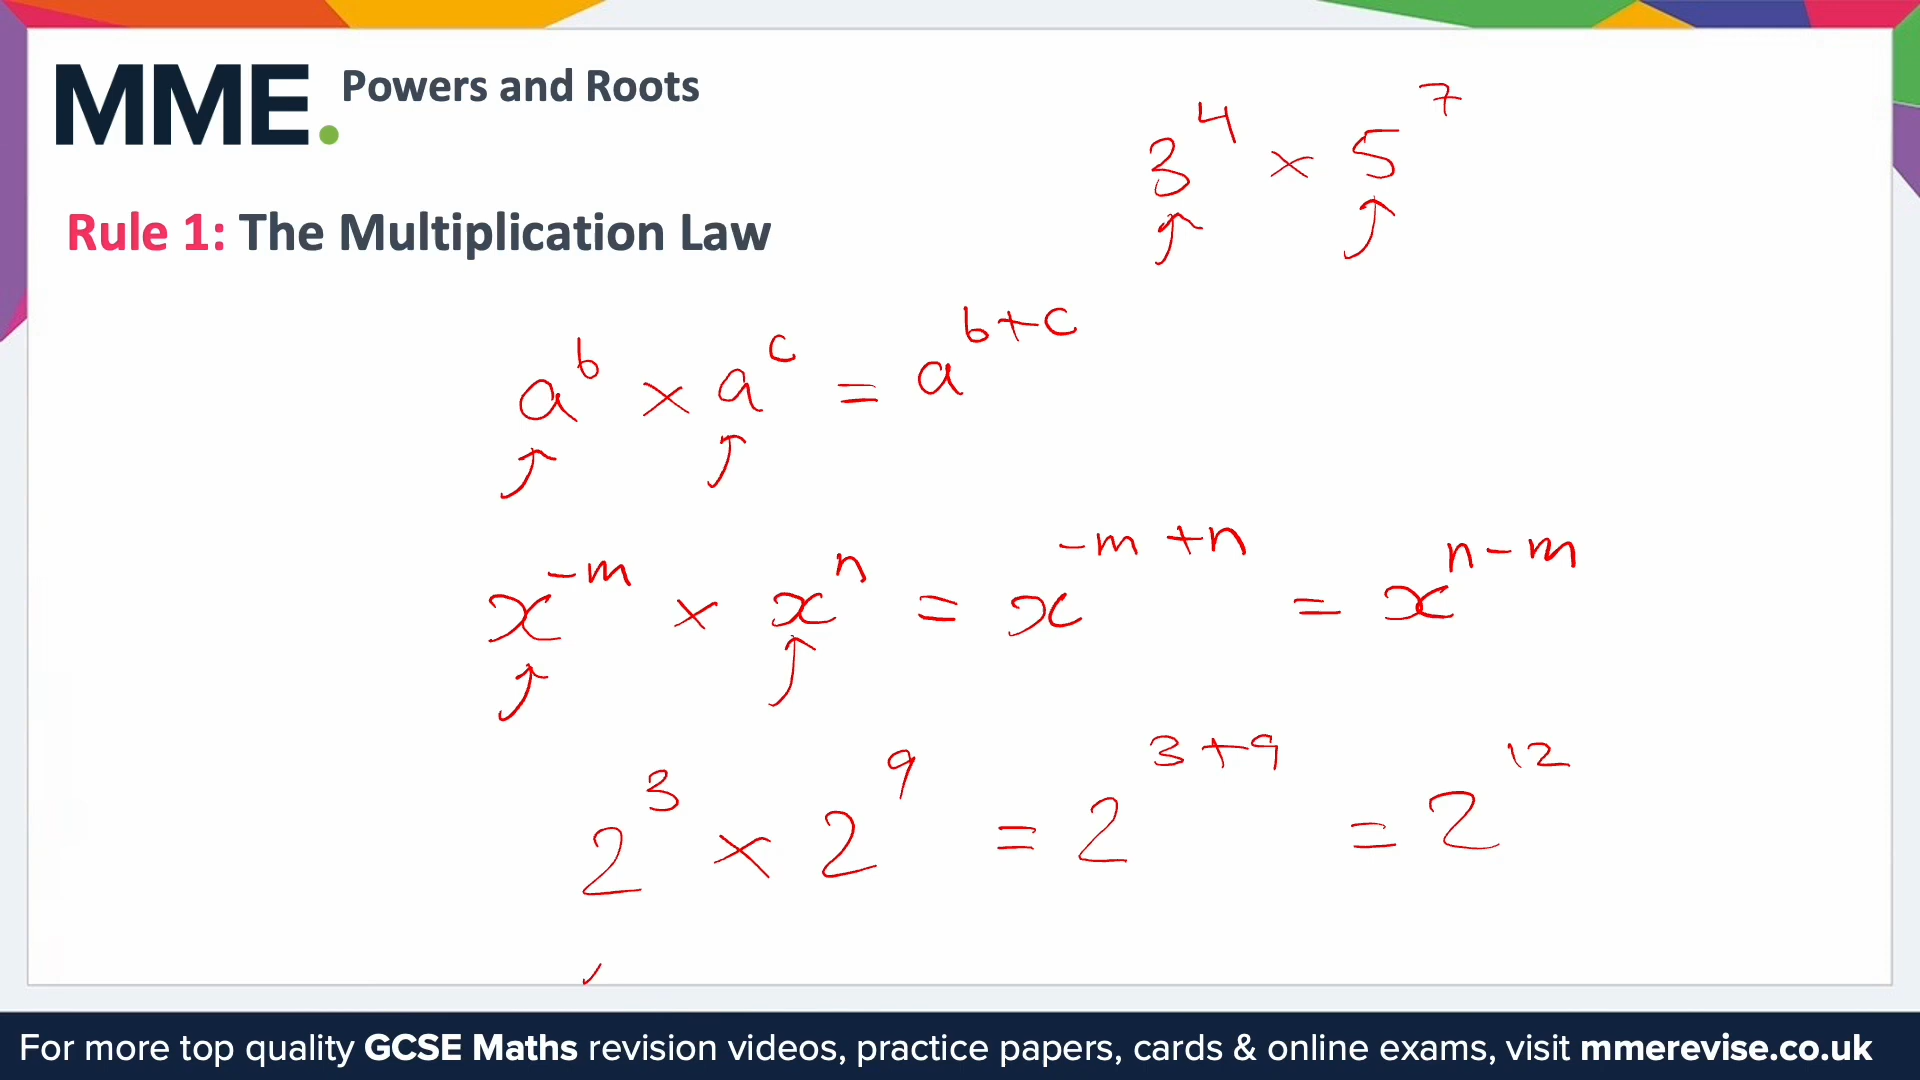 MME. Powers and Roots
3⁴ × 5⁷
Rule 1: The Multiplication Law
aᵇ × aᶜ = aᵇ⁺ᶜ
x⁻ᵐ × xⁿ = x⁻ᵐ ⁺ⁿ = xⁿ⁻ᵐ
2³ × 2⁹ = 2³⁺⁹ = 2¹²
For more top quality GCSE Maths revision videos, practice papers, cards & online exams, visit mmerevise.co.uk